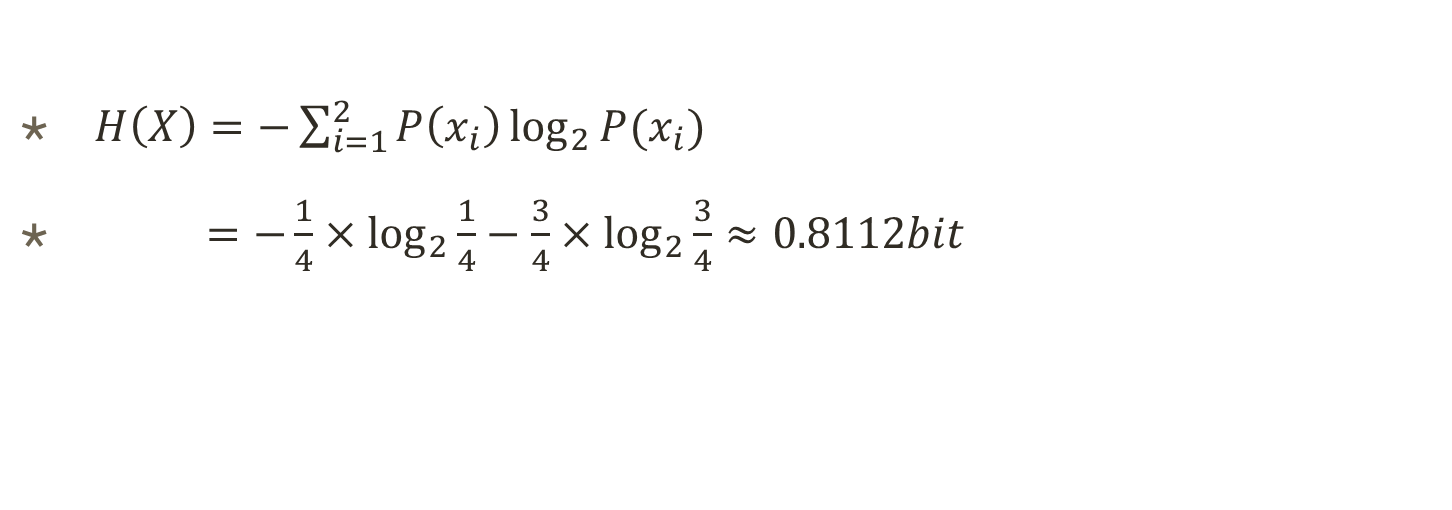 * H(X) = −∑²ᵢ₌₁ P(xᵢ) log₂ P(xᵢ)
* = −1/4 × log₂ 1/4 − 3/4 × log₂ 3/4 ≈ 0.8112bit